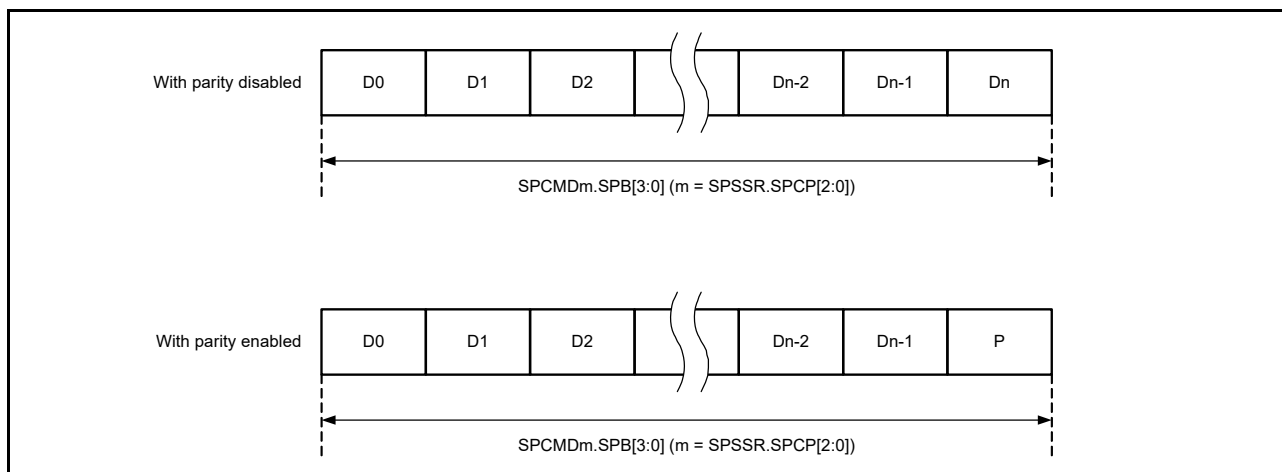 With parity disabled D0 D1 D2 Dn-2 Dn-1 Dn
SPCMDm.SPB[3:0] (m = SPSSR.SPCP[2:0])
With parity enabled D0 D1 D2 Dn-2 Dn-1 P
SPCMDm.SPB[3:0] (m = SPSSR.SPCP[2:0])